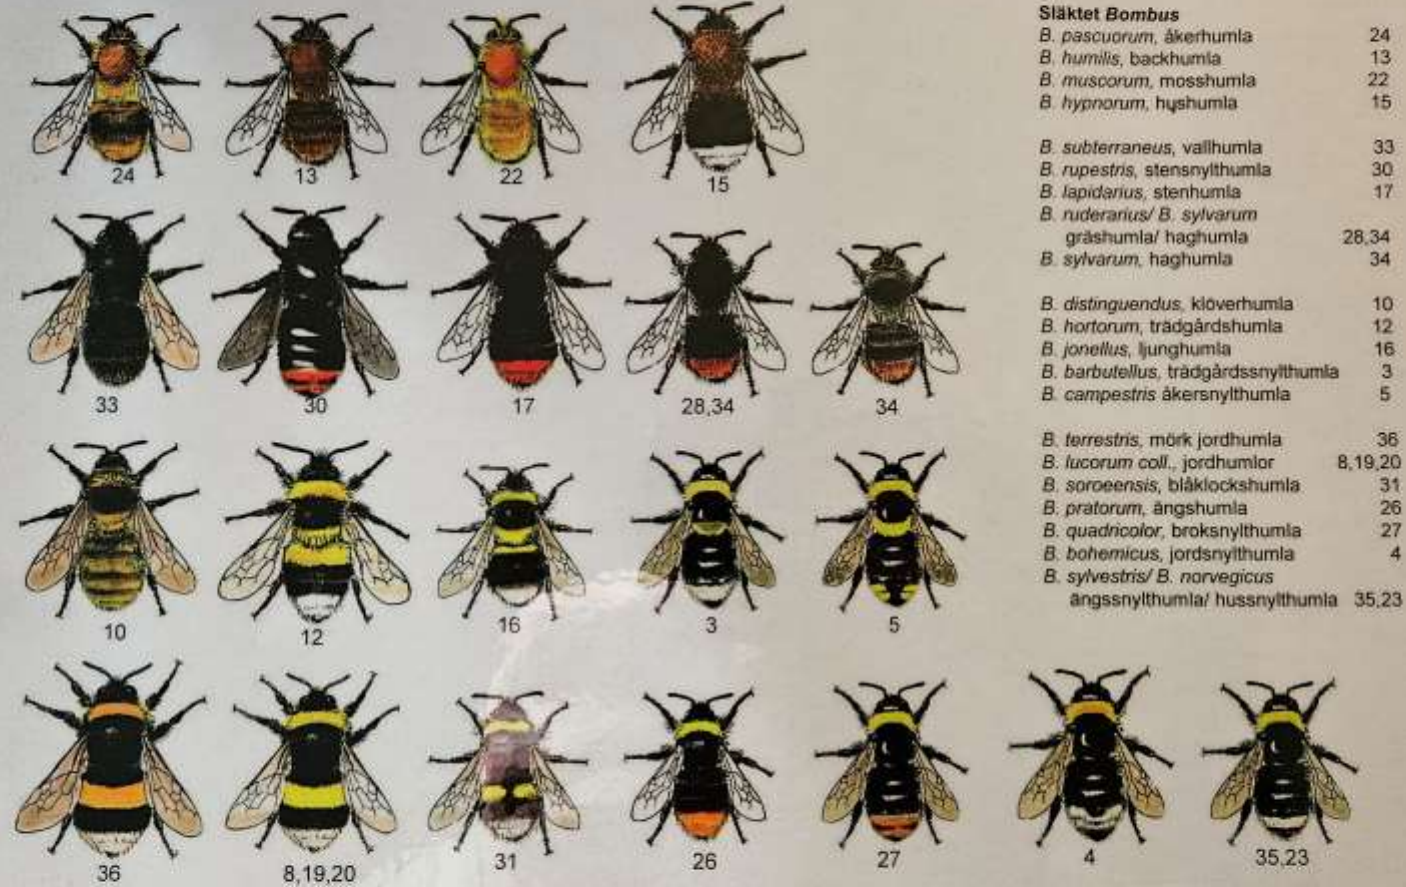 Släktet Bombus
B. pascuorum, åkerhumla 24
B. humilis, backhumla 13
B. muscorum, mosshumla 22
B. hypnorum, hushumla 15
B. subterraneus, vallhumla 33
B. rupestris, stensnylthumla 30
B. lapidarius, stenhumla 17
B. ruderarius/ B. sylvarum
gräshumla/ haghumla 28,34
B. sylvarum, haghumla 34
B. distinguendus, klöverhumla 10
B. hortorum, trädgårdshumla 12
B. jonellus, ljunghumla 16
B. barbutellus, trädgårdssnylthumla 3
B. campestris åkersnylthumla 5
B. terrestris, mörk jordhumla 36
B. lucorum coll., jordhumlor 8,19,20
B. soroeensis, blåklockshumla 31
B. pratorum, ängshumla 26
B. quadricolor, broksnylthumla 27
B. bohemicus, jordsnylthumla 4
B. sylvestris/ B. norvegicus
ängssnylthumla/ hussnylthumla 35,23
24 13 22 15
33 30 17 28,34 34
10 12 16 3 5
36 8,19,20 31 26 27 4 35,23